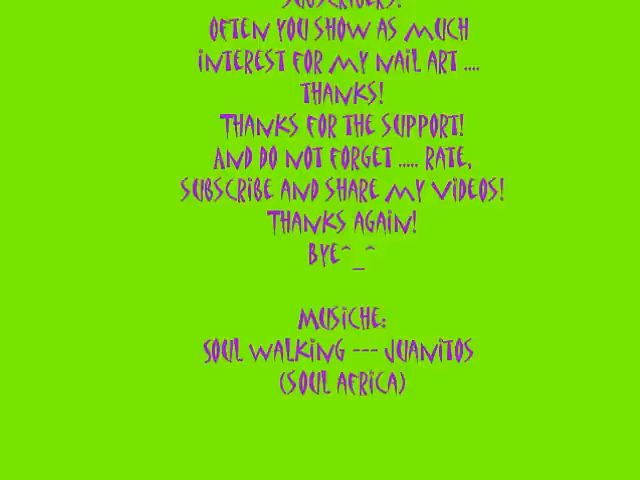 SUBSCRIBERS!
OFTEN YOU SHOW AS MUCH
INTEREST FOR MY NAIL ART ....
THANKS!
THANKS FOR THE SUPPORT!
AND DO NOT FORGET ..... RATE,
SUBSCRIBE AND SHARE MY VIDEOS!
THANKS AGAIN!
BYE^_^
MUSICHE:
SOUL WALKING --- JUANITOS
(SOUL AFRICA)